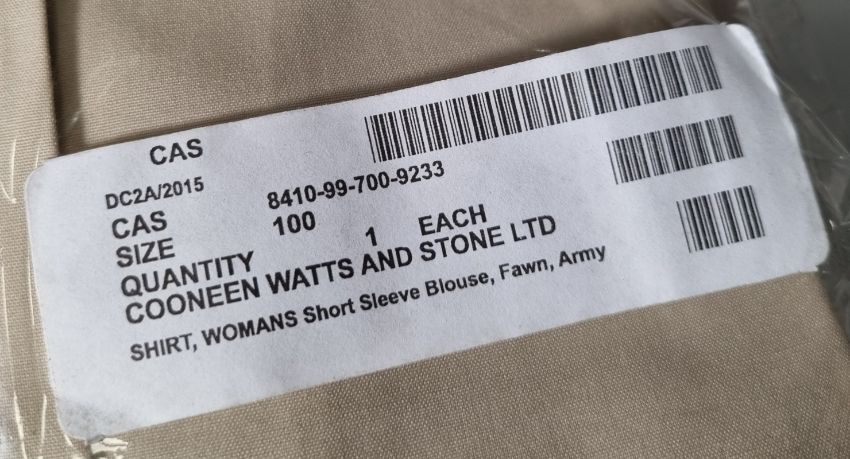 CAS
DC2A/2015
CAS 8410-99-700-9233
SIZE 100
QUANTITY 1 EACH
COONEEN WATTS AND STONE LTD
SHIRT, WOMANS Short Sleeve Blouse, Fawn, Army